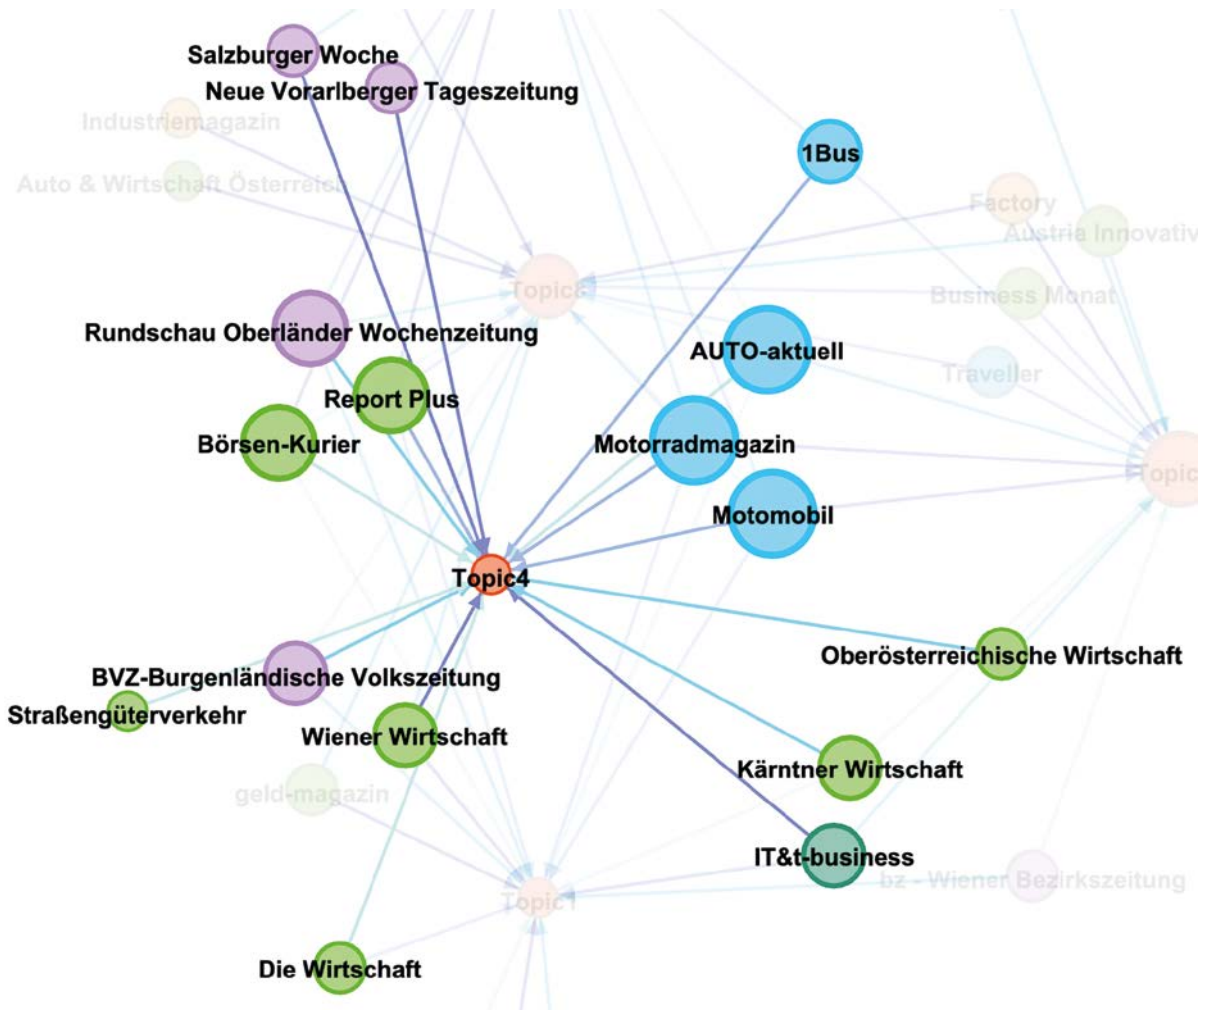 Salzburger Woche
Neue Vorarlberger Tageszeitung
Industriemagazin
1Bus
Auto & Wirtschaft Österreich
Factory
Austria Innovativ
Topic3
Business Monat
Rundschau Oberländer Wochenzeitung
AUTO-aktuell
Traveller
Report Plus
Börsen-Kurier
Motorradmagazin
Topic
Motomobil
Topic4
Oberösterreichische Wirtschaft
BVZ-Burgenländische Volkszeitung
Straßengüterverkehr
Wiener Wirtschaft
Kärntner Wirtschaft
geld-magazin
IT&t-business
bz - Wiener Bezirkszeitung
Topic1
Die Wirtschaft